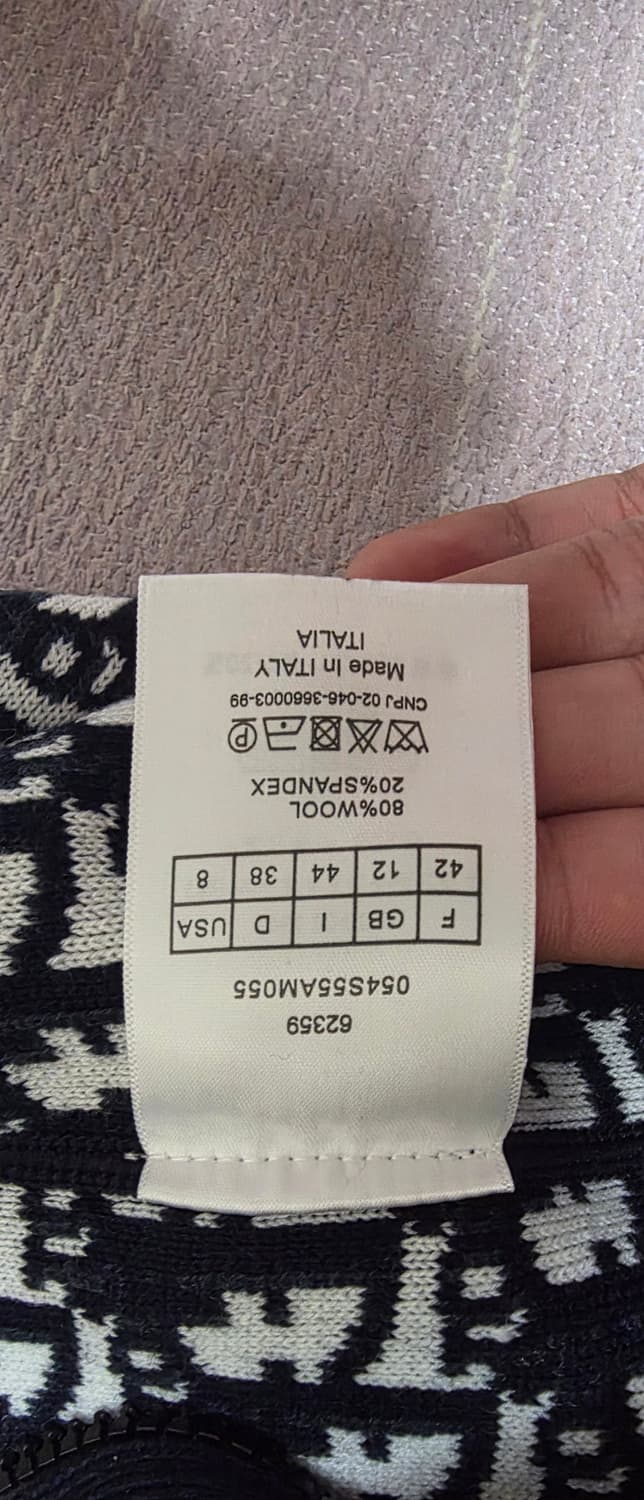 62359
054S55AM055
F GB I D USA
42 12 44 38 8
80%WOOL
20%SPANDEX
P
CNPJ 02-046-3660003-99
Made In ITALY
ITALIA